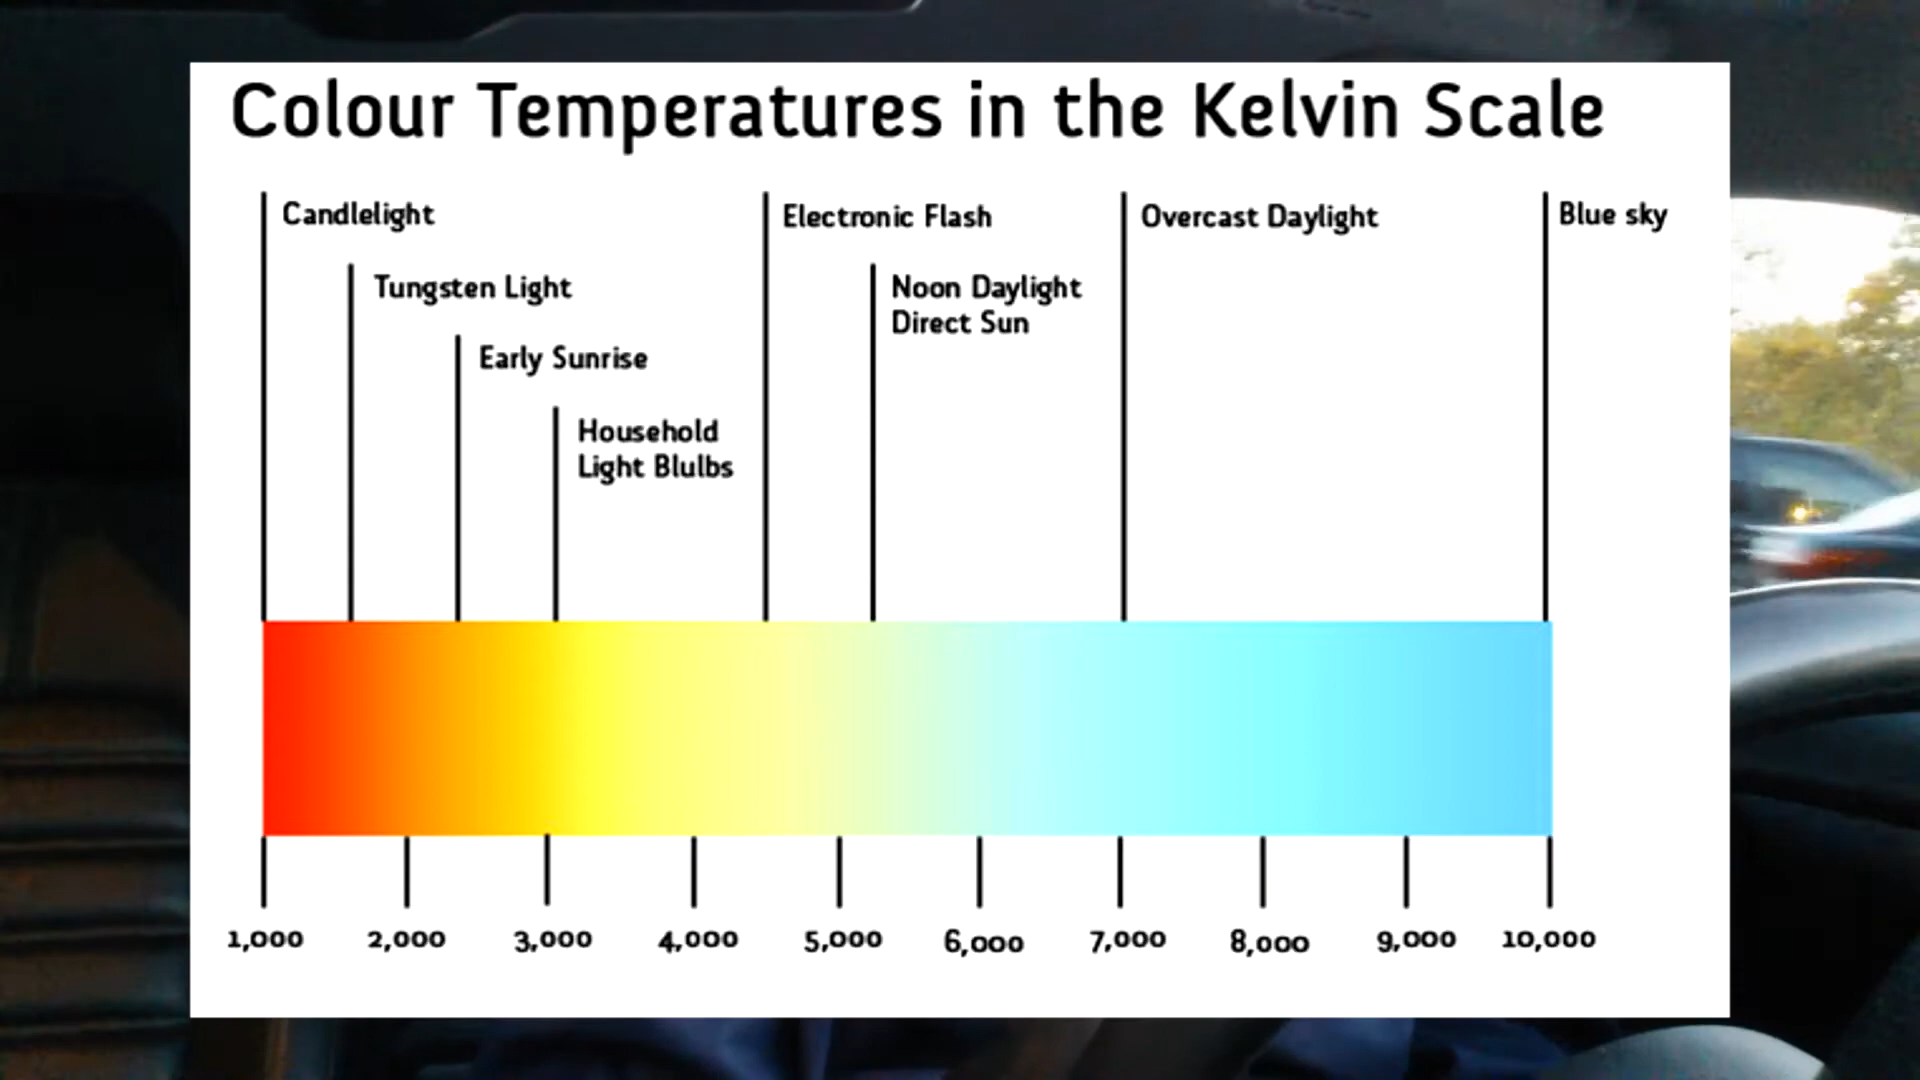 Colour Temperatures in the Kelvin Scale
Candlelight
Electronic Flash
Overcast Daylight
Blue sky
Tungsten Light
Noon Daylight
Direct Sun
Early Sunrise
Household
Light Blulbs
1,000 2,000 3,000 4,000 5,000 6,000 7,000 8,000 9,000 10,000